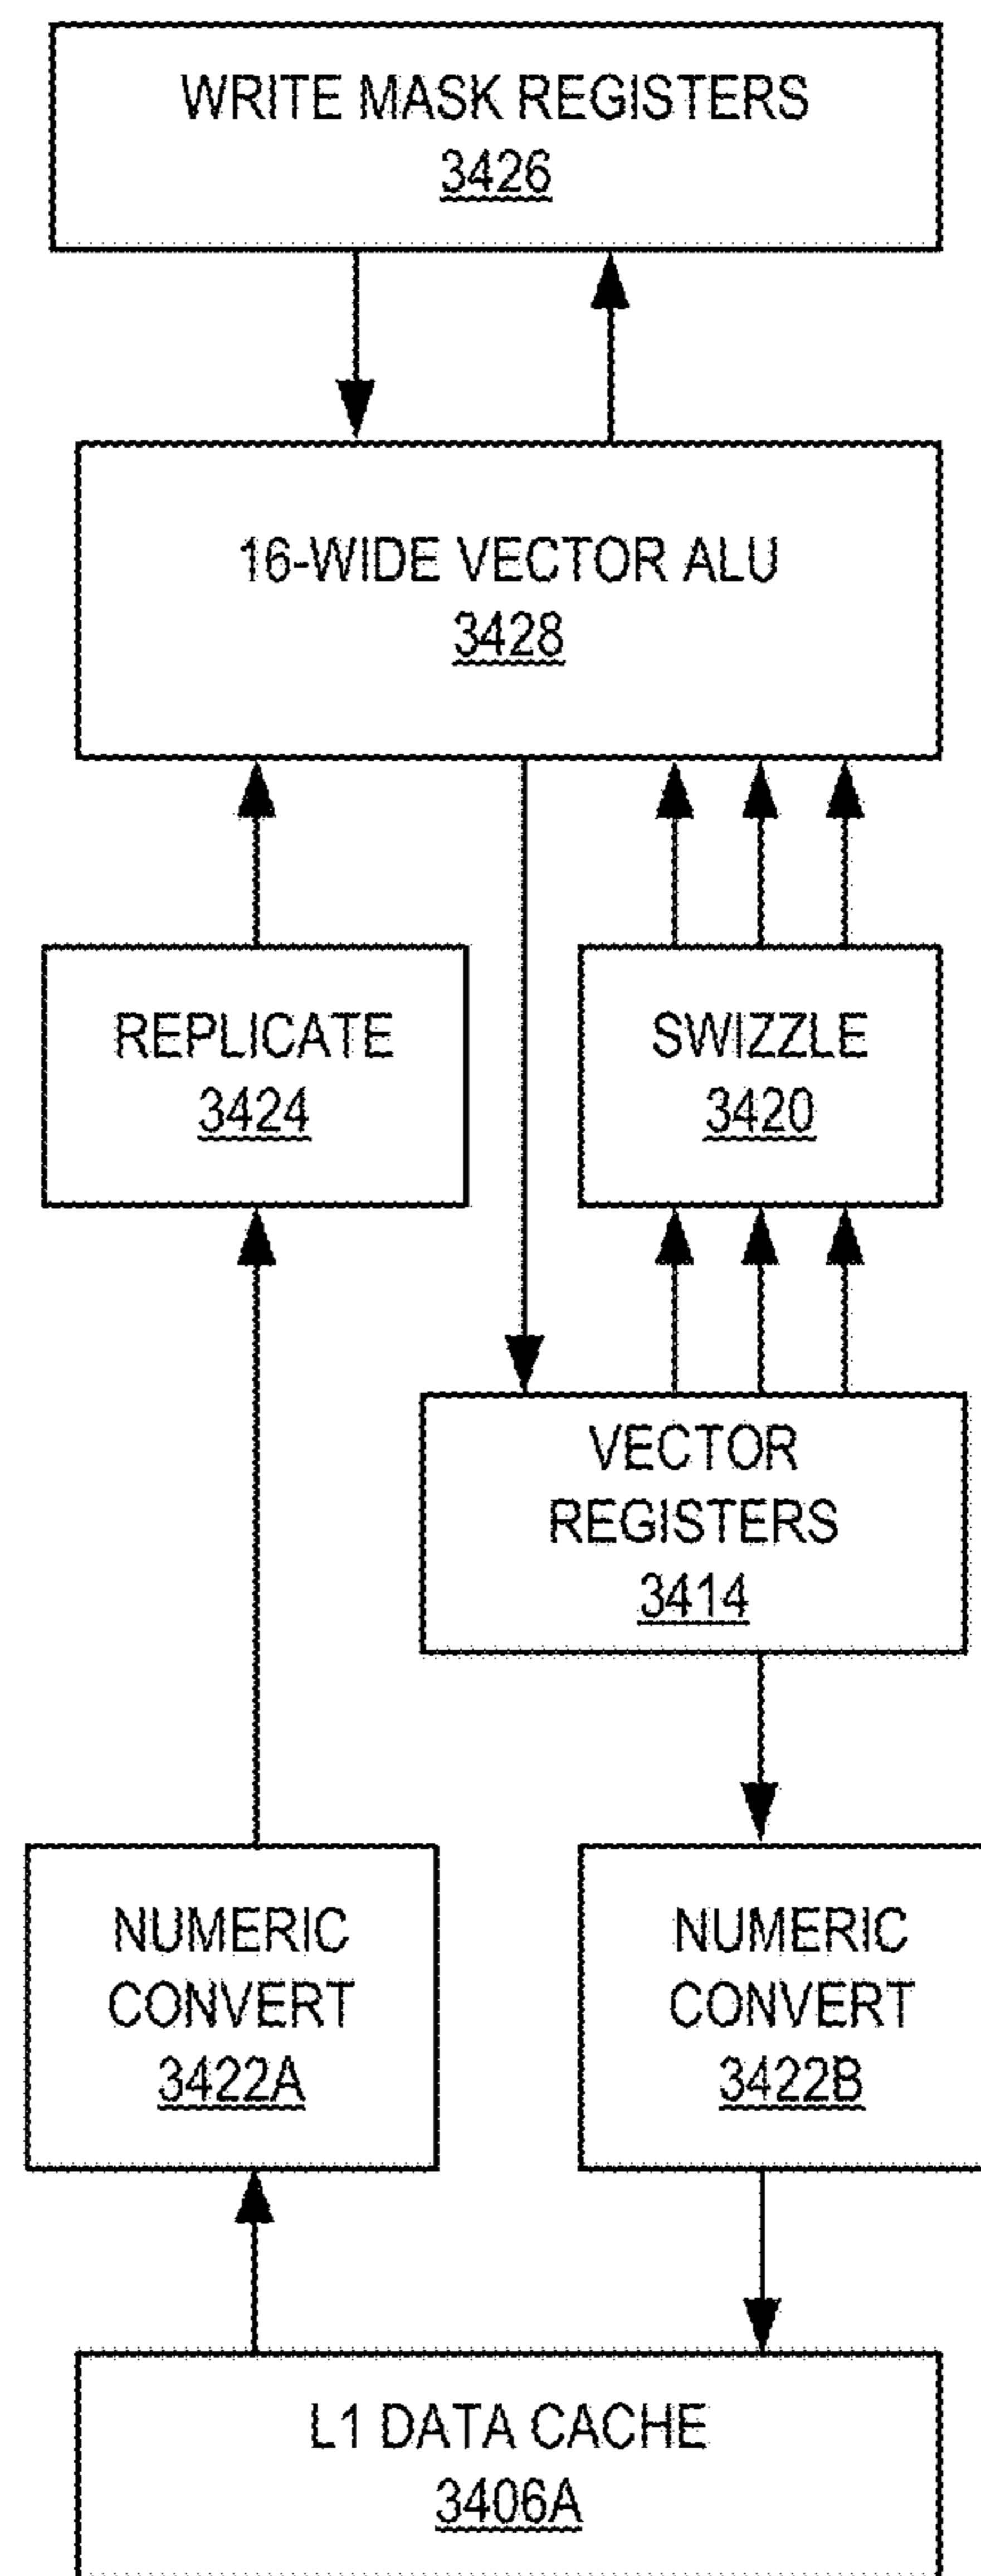 WRITE MASK REGISTERS
3426
16-WIDE VECTOR ALU
3428
REPLICATE
3424
SWIZZLE
3420
VECTOR
REGISTERS
3414
NUMERIC
CONVERT
3422A
NUMERIC
CONVERT
3422B
L1 DATA CACHE
3406A